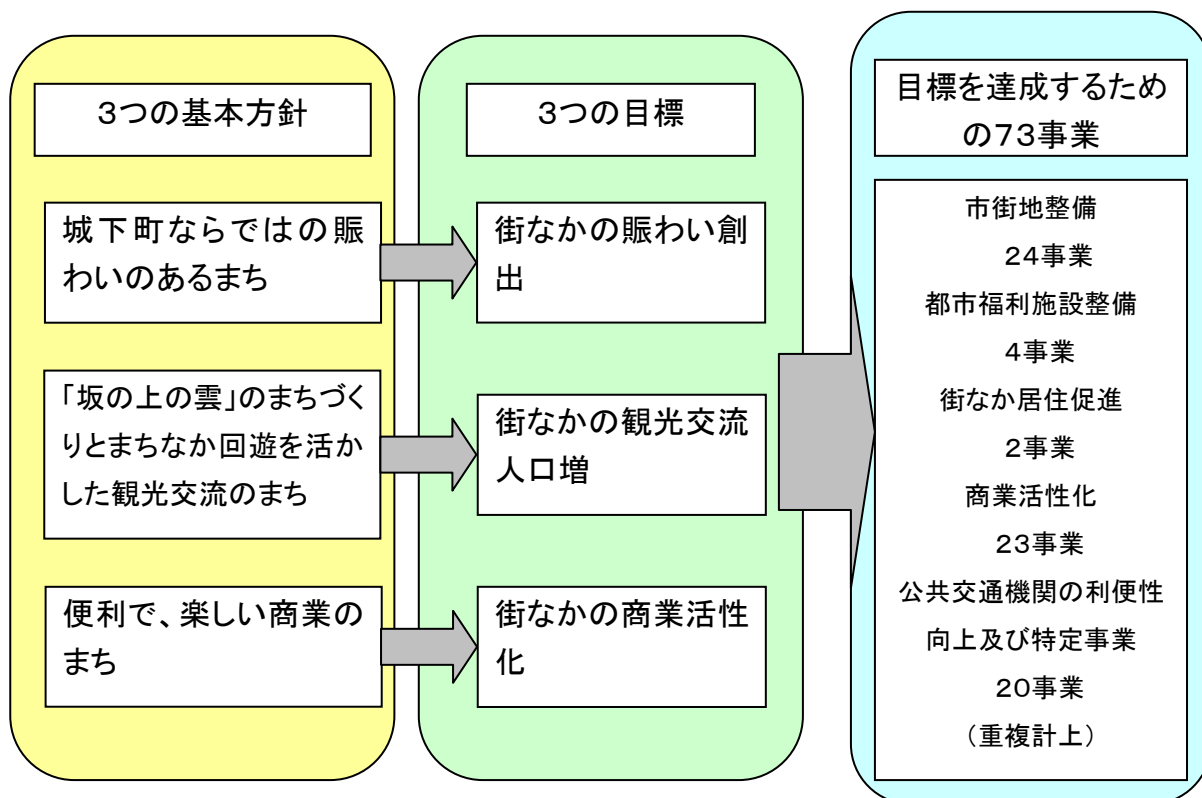 3つの基本方針
城下町ならではの賑
わいのあるまち
「坂の上の雲」のまちづく
りとまちなか回遊を活か
した観光交流のまち
便利で、楽しい商業の
まち
3つの目標
街なかの賑わい創
出
街なかの観光交流
人口増
街なかの商業活性
化
目標を達成するため
の73事業
市街地整備
24事業
都市福利施設整備
4事業
街なか居住促進
2事業
商業活性化
23事業
公共交通機関の利便性
向上及び特定事業
20事業
(重複計上)